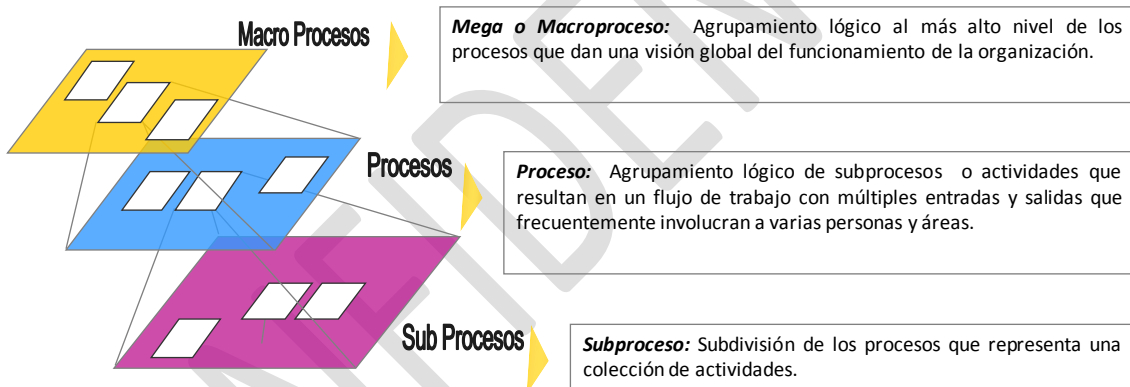 Macro Procesos
Mega o Macroproceso: Agrupamiento lógico al más alto nivel de los
procesos que dan una visión global del funcionamiento de la organización.
Procesos
Proceso: Agrupamiento lógico de subprocesos o actividades que
resultan en un flujo de trabajo con múltiples entradas y salidas que
frecuentemente involucran a varias personas y áreas.
Sub Procesos
Subproceso: Subdivisión de los procesos que representa una
colección de actividades.